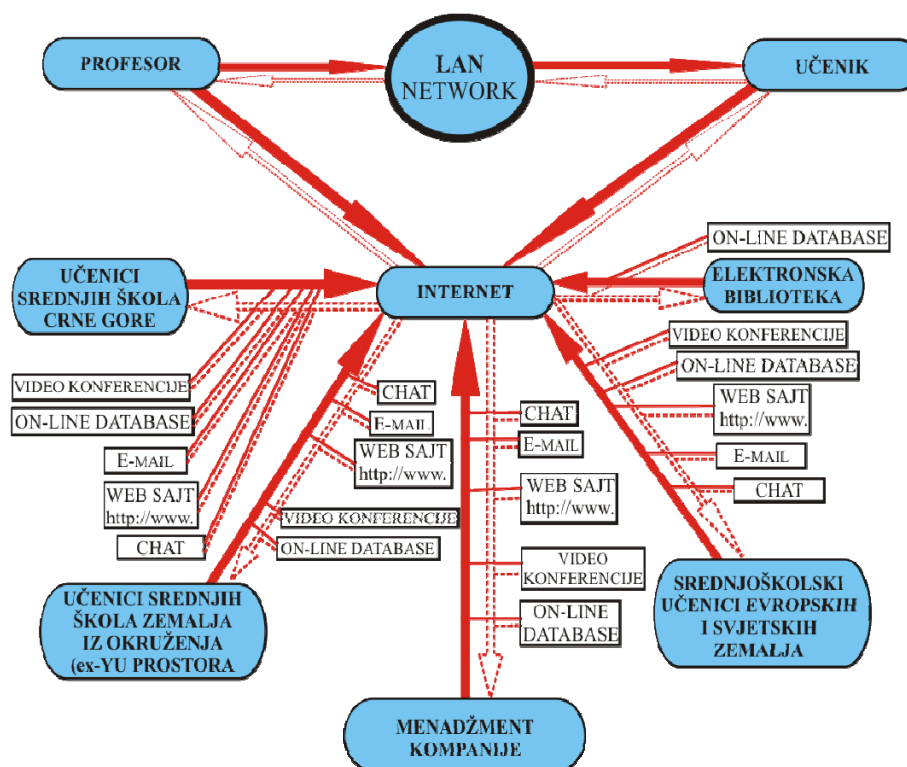 PROFESOR
LAN
NETWORK
UČENIK
ON-LINE DATABASE
UČENICI
SREDNJIH ŠKOLA
CRNE GORE
INTERNET
ELEKTRONSKA
BIBLIOTEKA
VIDEO KONFERENCIJE
ON-LINE DATABASE
E-MAIL
WEB SAJT
http://www.
CHAT
CHAT
E-MAIL
WEB SAJT
http://www.
VIDEO KONFERENCIJE
ON-LINE DATABASE
CHAT
E-MAIL
WEB SAJT
http://www.
VIDEO
KONFERENCIJE
ON-LINE
DATABASE
VIDEO KONFERENCIJE
ON-LINE DATABASE
WEB SAJT
http://www.
E-MAIL
CHAT
UČENICI SREDNJIH
ŠKOLA ZEMALJA
IZ OKRUŽENJA
(ex-YU PROSTORA
MENADŽMENT
KOMPANIJE
SREDNJOŠKOLSKI
UČENICI EVROPSKIH
I SVJETSKIH
ZEMALJA